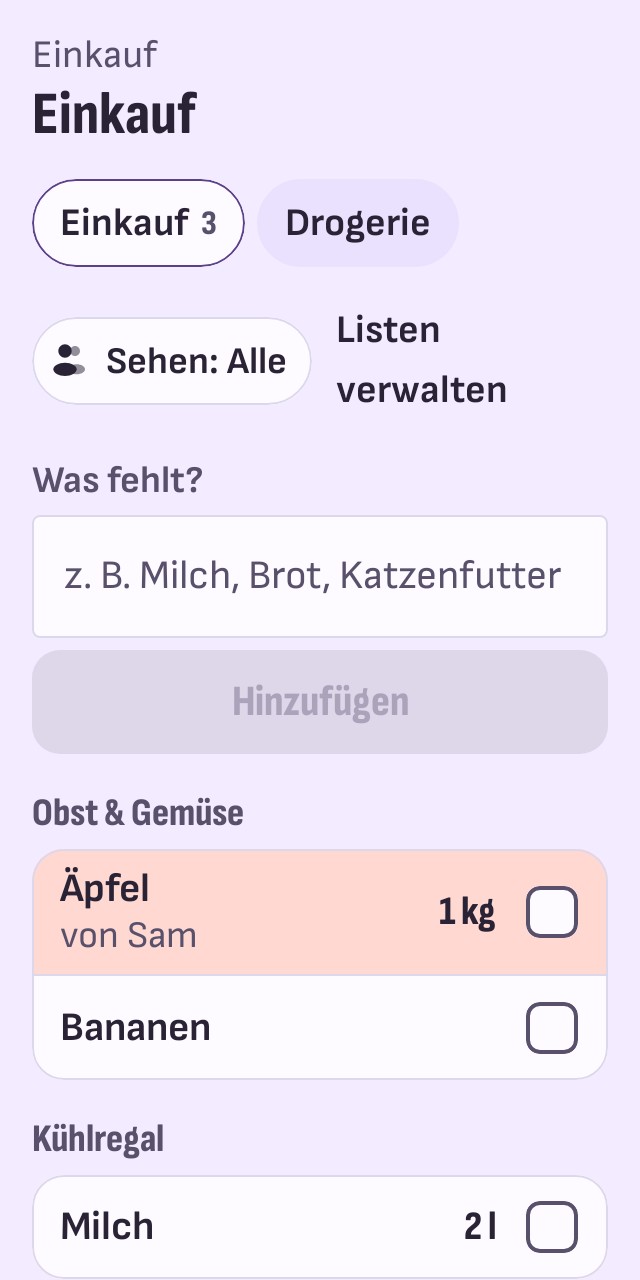 Einkauf
Einkauf
Einkauf 3
Drogerie
Sehen: Alle
Listen
verwalten
Was fehlt?
z. B. Milch, Brot, Katzenfutter
Hinzufügen
Obst & Gemüse
Äpfel
von Sam
1 kg
Bananen
Kühlregal
Milch
2 l